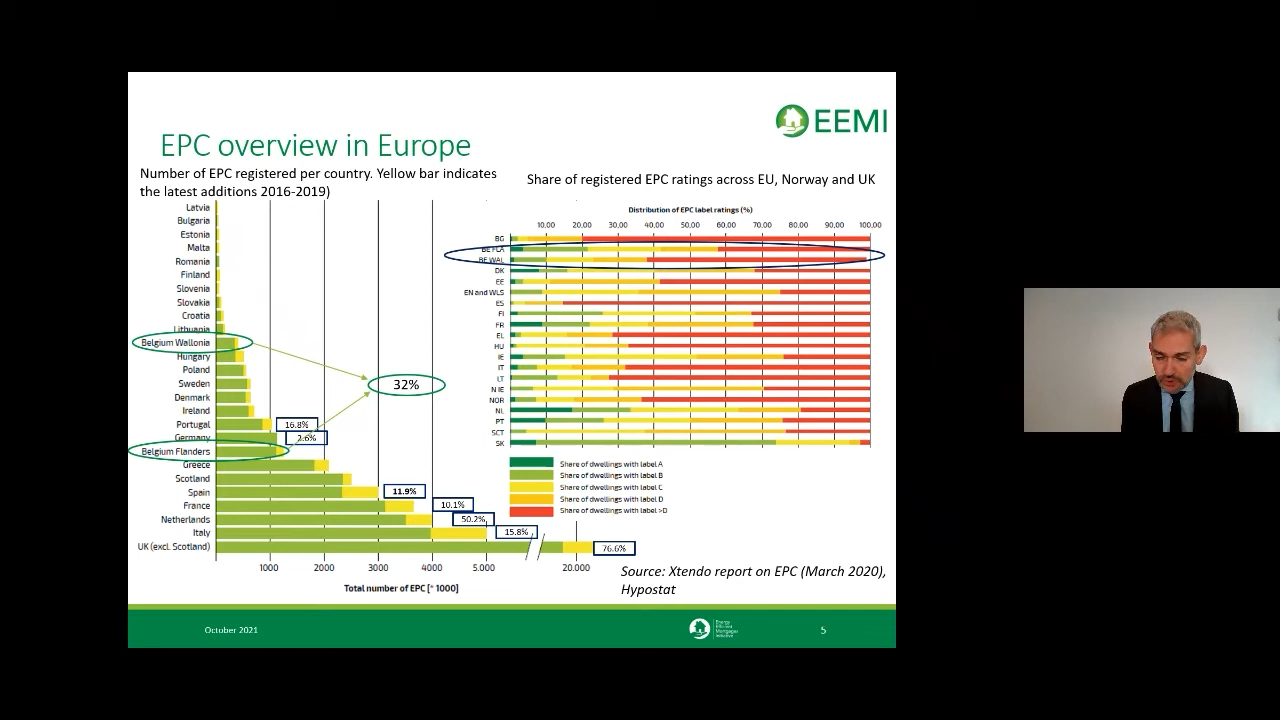 EEMI
EPC overview in Europe
Number of EPC registered per country. Yellow bar indicates
the latest additions 2016-2019)
Latvia
Bulgaria
Estonia
Malta
Romania
Finland
Slovenia
Slovakia
Croatia
Lithuania
Belgium Wallonia
Hungary
Poland
Sweden
Denmark
Ireland
Portugal
Germany
Belgium Flanders
Greece
Scotland
Spain
France
Netherlands
Italy
UK (excl. Scotland)
32%
16.8%
2.6%
11.9%
10.1%
50.2%
15.8%
76.6%
1000 2000 3000 4000 5.000 20.000
Total number of EPC [* 1000)
Share of registered EPC ratings across EU, Norway and UK
Distribution of EPC label ratings (%)
10,00 20,00 30,00 40,00 50,00 60,00 70,00 80,00 90,00 100,00
BG
BE FLA
BE WAL
DK
EE
EN and WLS
ES
FI
FR
EL
HU
IE
IT
LT
N IE
NOR
NL
PT
SCT
SK
Share of dwellings with label A
Share of dwellings with label B
Share of dwellings with label C
Share of dwellings with label D
Share of dwellings with label >D
Source: Xtendo report on EPC (March 2020),
Hypostat
October 2021
Energy
Efficient
Mortgages
Initiative
5